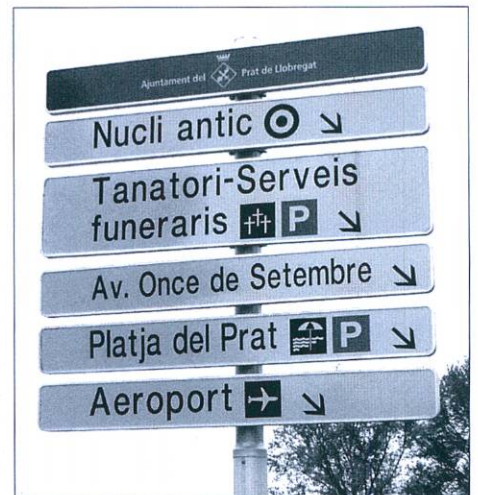 Ajuntament del Prat de Llobregat
Nucli antic
Tanatori-Serveis
funeraris P
Av. Once de Setembre
Platja del Prat P
Aeroport